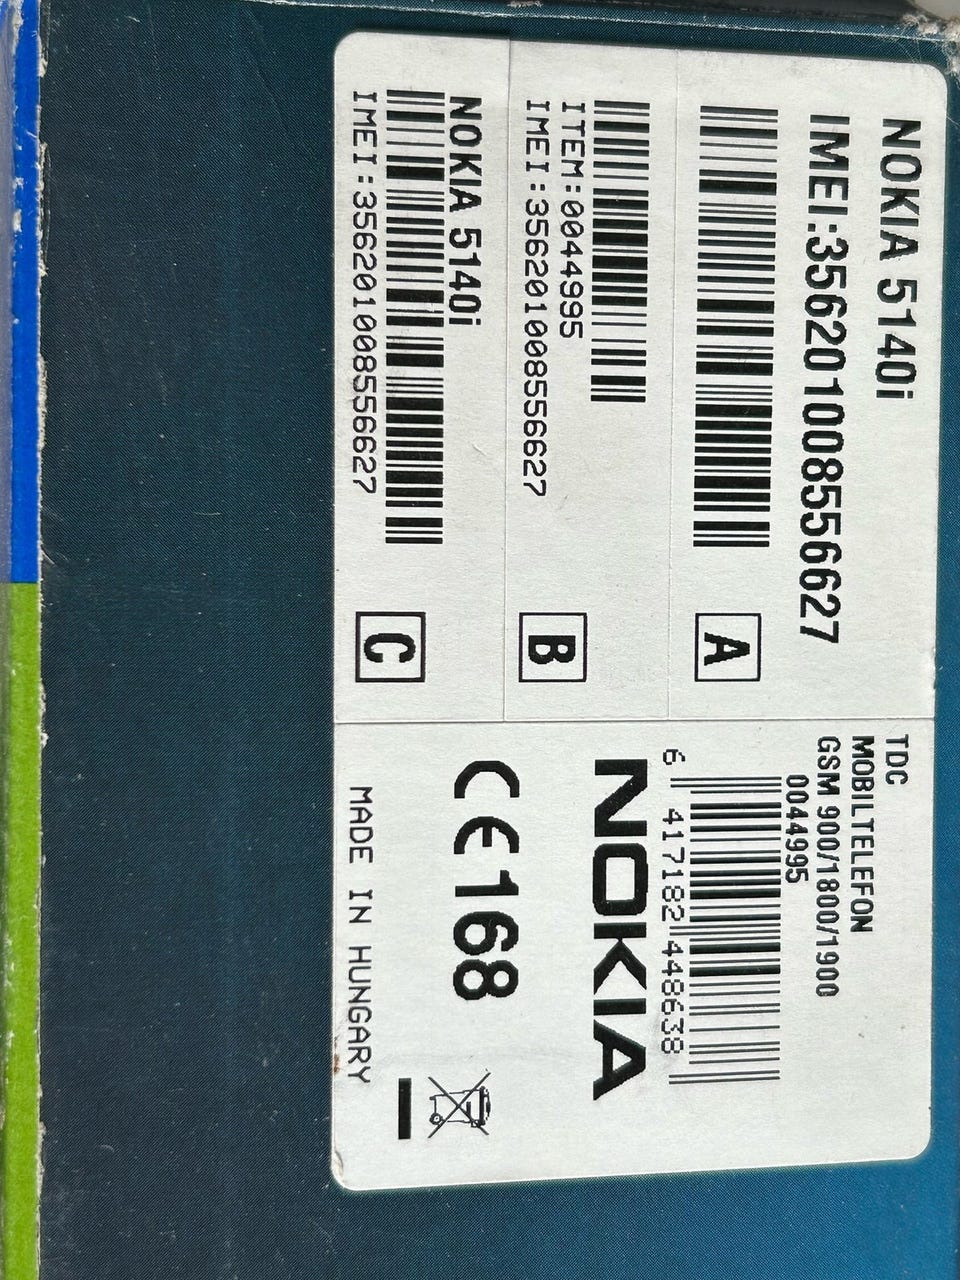 NOKIA 5140i
IMEI:356201008556627
A
ITEM:0044995
IMEI:356201008556627
B
NOKIA 5140i
IMEI:356201008556627
C
TDC
MOBILTELEFON
GSM 900/1800/1900
0044995
6 417182 448638
NOKIA
CE168
MADE IN HUNGARY